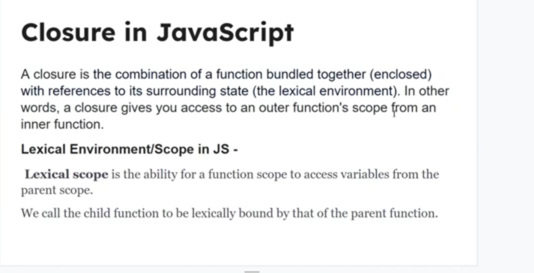 Closure in JavaScript
A closure is the combination of a function bundled together (enclosed)
with references to its surrounding state (the lexical environment). In other
words, a closure gives you access to an outer function's scope from an
inner function.
Lexical Environment/Scope in JS -
Lexical scope is the ability for a function scope to access variables from the
parent scope.
We call the child function to be lexically bound by that of the parent function.